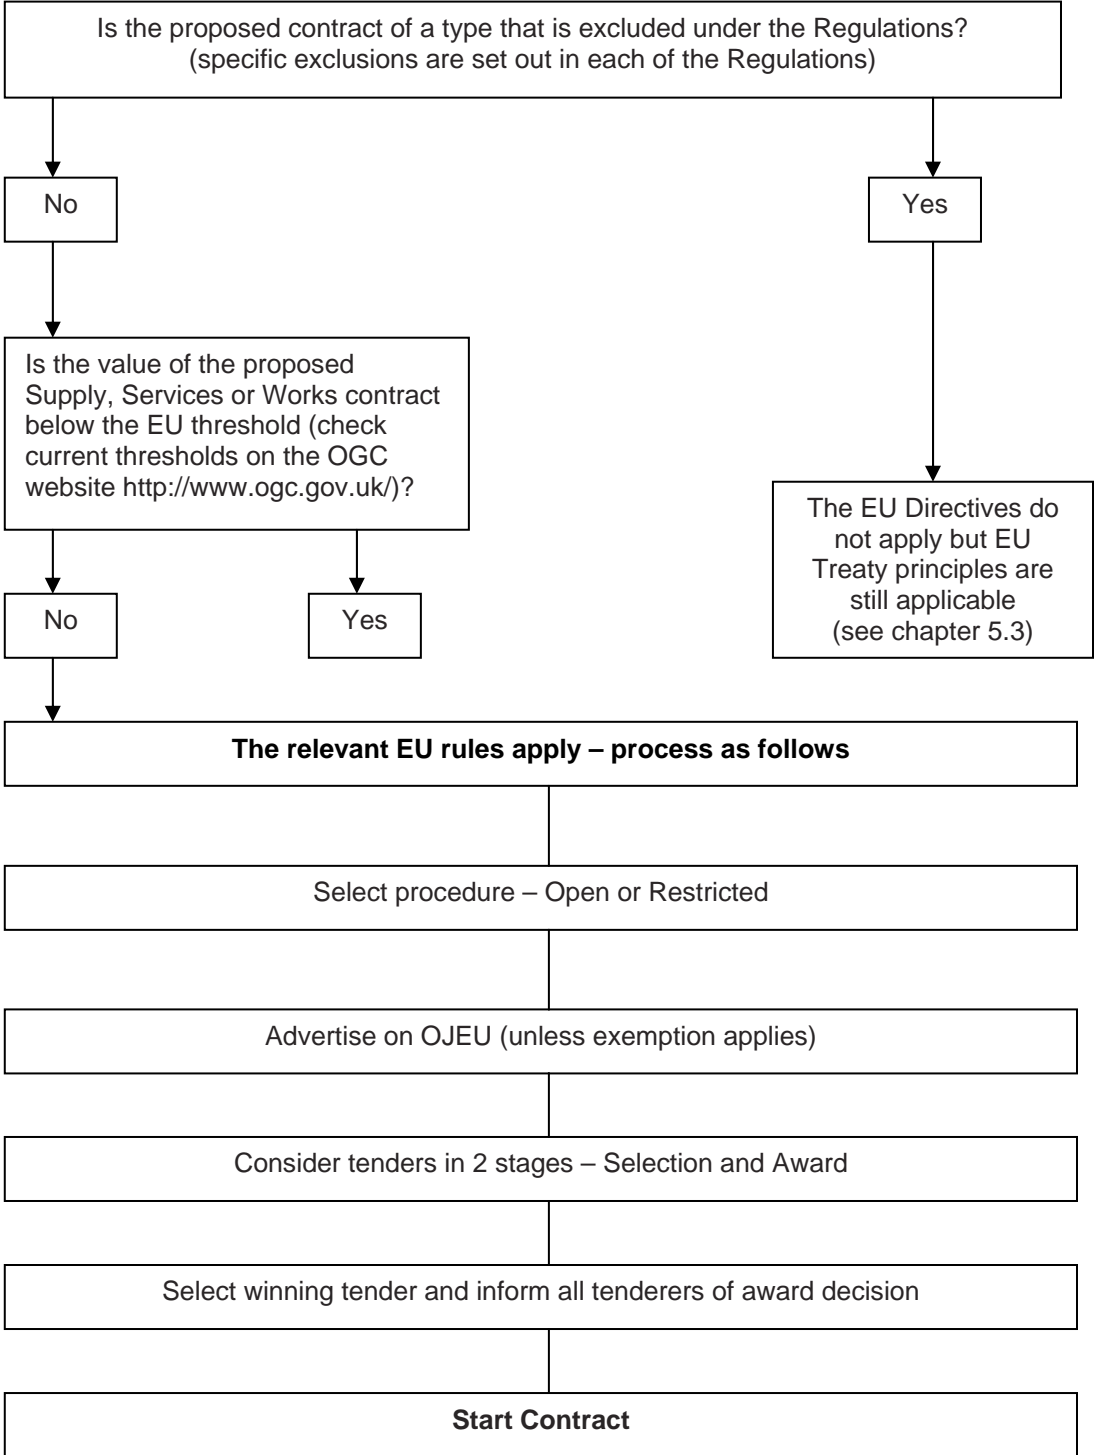 Is the proposed contract of a type that is excluded under the Regulations?
(specific exclusions are set out in each of the Regulations)
No
Yes
Is the value of the proposed
Supply, Services or Works contract
below the EU threshold (check
current thresholds on the OGC
website http://www.ogc.gov.uk/)?
The EU Directives do
not apply but EU
Treaty principles are
still applicable
(see chapter 5.3)
No
Yes
The relevant EU rules apply – process as follows
Select procedure – Open or Restricted
Advertise on OJEU (unless exemption applies)
Consider tenders in 2 stages – Selection and Award
Select winning tender and inform all tenderers of award decision
Start Contract